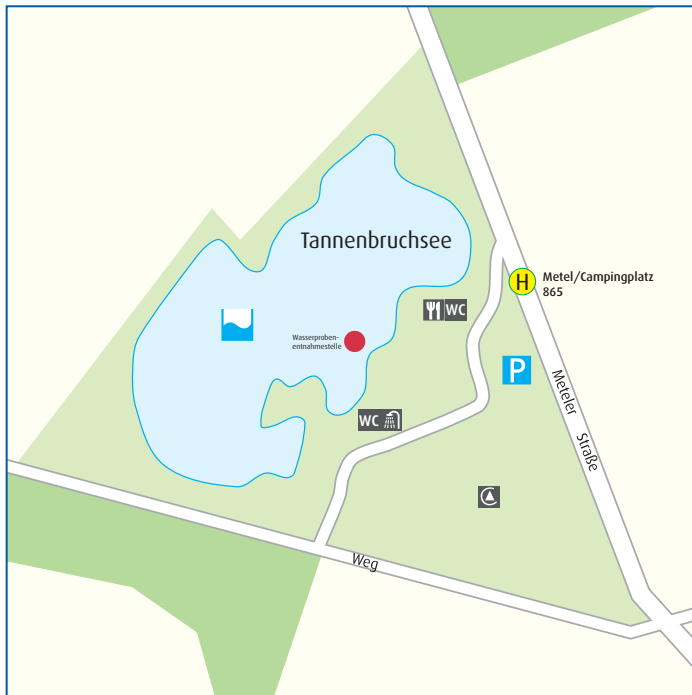 Tannenbruchsee
H
Metel/Campingplatz
865
WC
Wasserproben-
entnahmestelle
P
Meteler Straße
WC
Weg